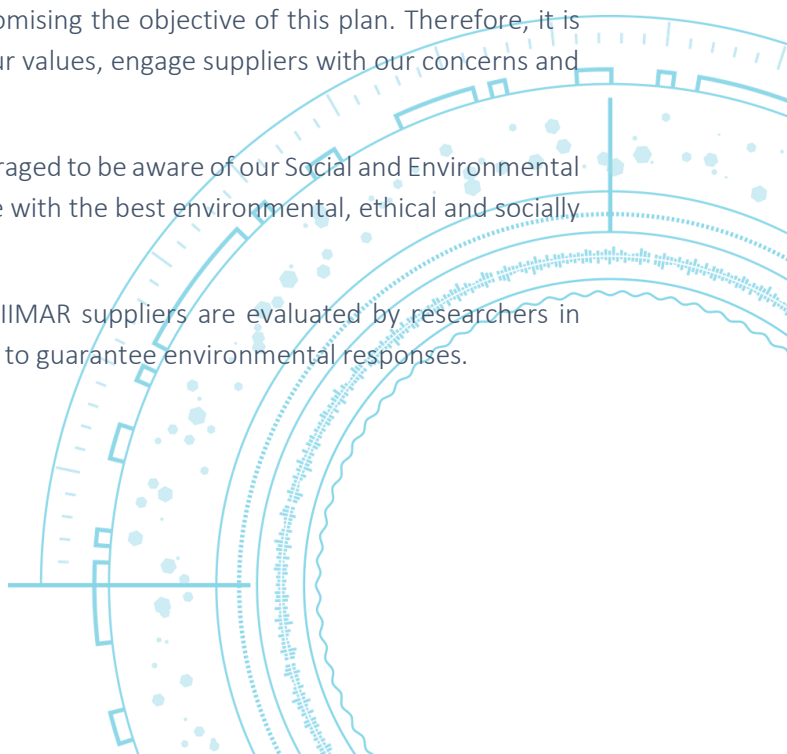 omising the objective of this plan. Therefore, it is
ur values, engage suppliers with our concerns and
raged to be aware of our Social and Environmental
e with the best environmental, ethical and socially
IIMAR suppliers are evaluated by researchers in
to guarantee environmental responses.